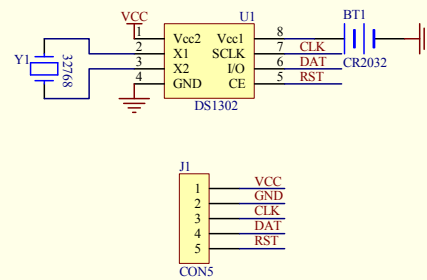 VCC
U1
BT1
1
Vcc2
Vcc1
8
2
X1
SCLK
7
CLK
Y1
32768
3
X2
I/O
6
DAT
4
GND
CE
5
RST
CR2032
DS1302
J1
1
VCC
2
GND
3
CLK
4
DAT
5
RST
CON5